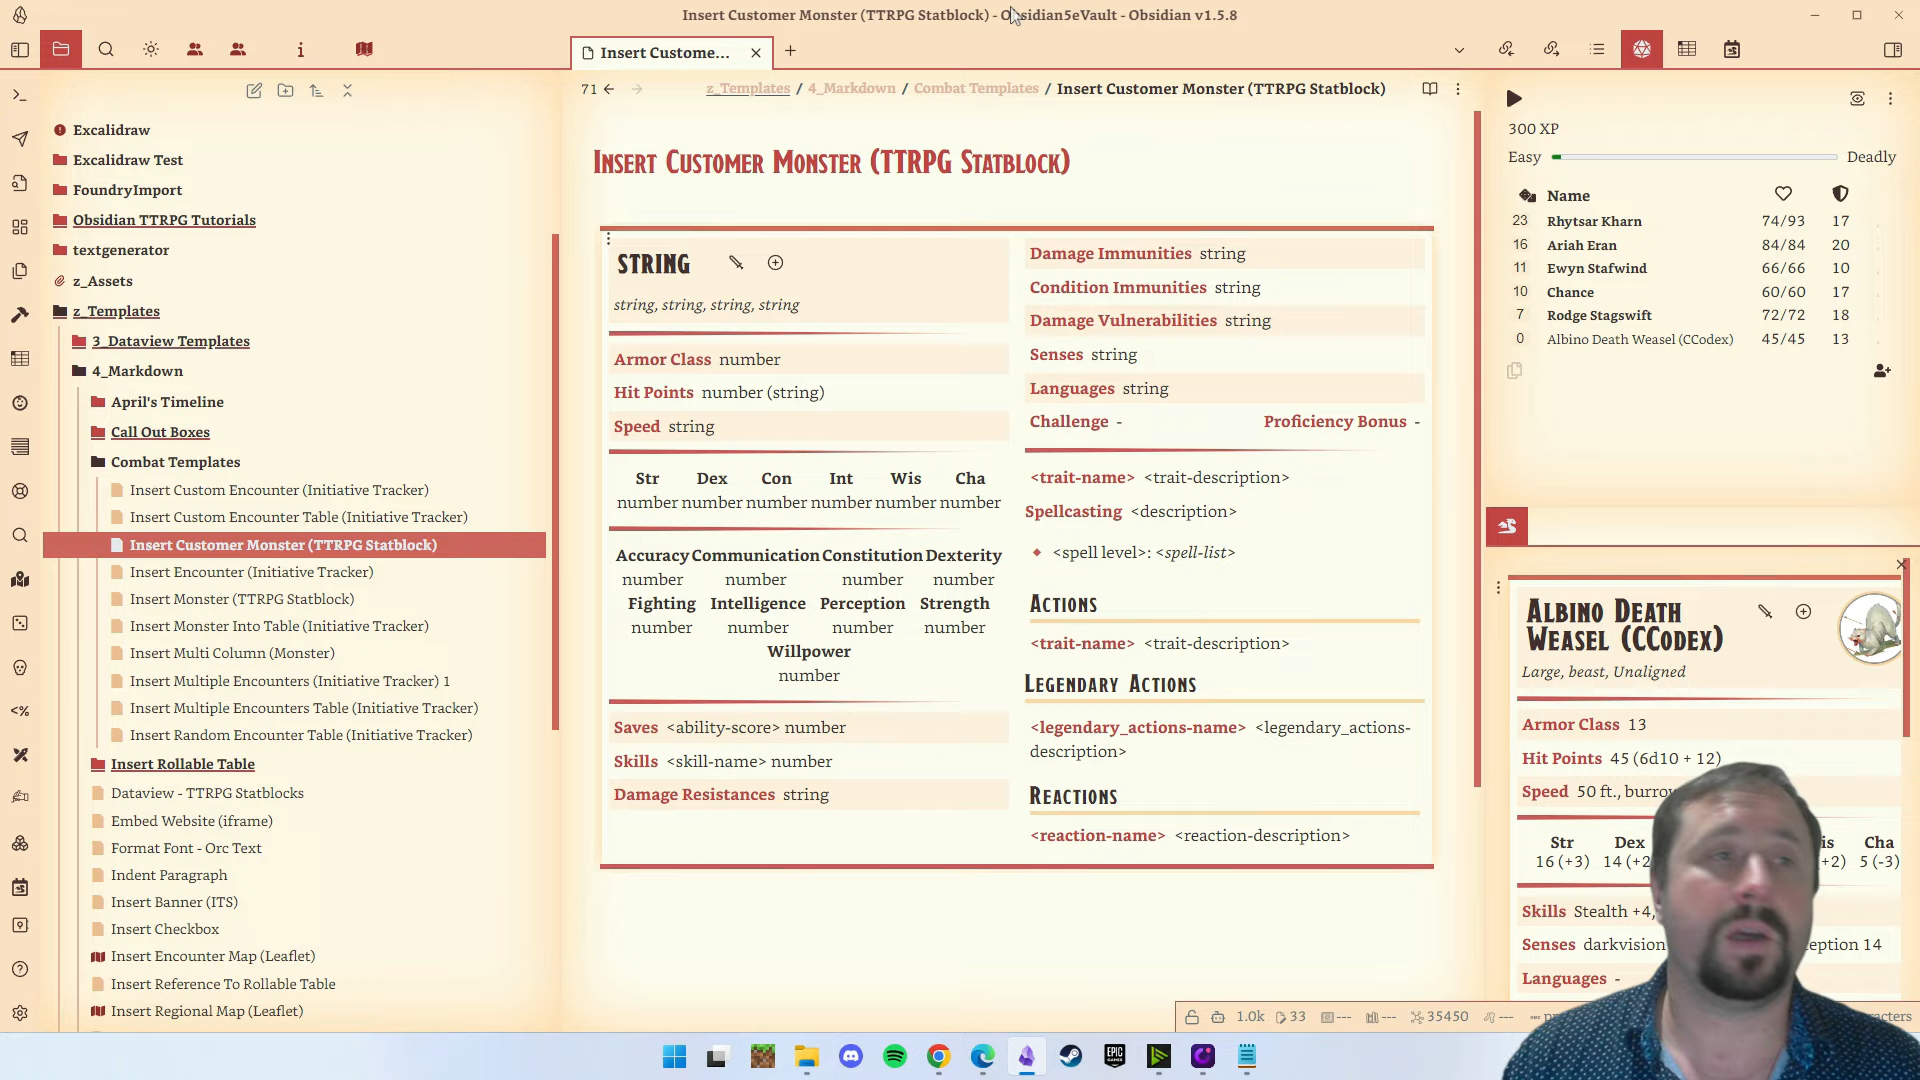 Insert Customer Monster (TTRPG Statblock) - Obsidian5eVault - Obsidian v1.5.8
Insert Custome...
Excalidraw
Excalidraw Test
FoundryImport
Obsidian TTRPG Tutorials
textgenerator
z_Assets
z_Templates
3_Dataview Templates
4_Markdown
April's Timeline
Call Out Boxes
Combat Templates
Insert Custom Encounter (Initiative Tracker)
Insert Custom Encounter Table (Initiative Tracker)
Insert Customer Monster (TTRPG Statblock)
Insert Encounter (Initiative Tracker)
Insert Monster (TTRPG Statblock)
Insert Monster Into Table (Initiative Tracker)
Insert Multi Column (Monster)
Insert Multiple Encounters (Initiative Tracker) 1
Insert Multiple Encounters Table (Initiative Tracker)
Insert Random Encounter Table (Initiative Tracker)
Insert Rollable Table
Dataview - TTRPG Statblocks
Embed Website (iframe)
Format Font - Orc Text
Indent Paragraph
Insert Banner (ITS)
Insert Checkbox
Insert Encounter Map (Leaflet)
Insert Reference To Rollable Table
Insert Regional Map (Leaflet)
71 z_Templates / 4_Markdown / Combat Templates / Insert Customer Monster (TTRPG Statblock)
Insert Customer Monster (TTRPG Statblock)
STRING
string, string, string, string
Armor Class number
Hit Points number (string)
Speed string
Str Dex Con Int Wis Cha
number number number number number number
Accuracy Communication Constitution Dexterity
number number number number
Fighting Intelligence Perception Strength
number number number number
Willpower
number
Saves <ability-score> number
Skills <skill-name> number
Damage Resistances string
Damage Immunities string
Condition Immunities string
Damage Vulnerabilities string
Senses string
Languages string
Challenge - Proficiency Bonus -
<trait-name> <trait-description>
Spellcasting <description>
<spell level>: <spell-list>
Actions
<trait-name> <trait-description>
Legendary Actions
<legendary_actions-name> <legendary_actions-
description>
Reactions
<reaction-name> <reaction-description>
300 XP
Easy Deadly
Name
23 Rhytsar Kharn 74/93 17
16 Ariah Eran 84/84 20
11 Ewyn Stafwind 66/66 10
10 Chance 60/60 17
7 Rodge Stagswift 72/72 18
0 Albino Death Weasel (CCodex) 45/45 13
Albino Death
Weasel (CCodex)
Large, beast, Unaligned
Armor Class 13
Hit Points 45 (6d10 + 12)
Speed 50 ft., burrow
Str Dex is Cha
16 (+3) 14 (+2 +2) 5 (-3)
Skills Stealth +4,
Senses darkvision eption 14
Languages -
1.0k 33 --- --- 35450 --- acters
<%
EPIC
GAMES